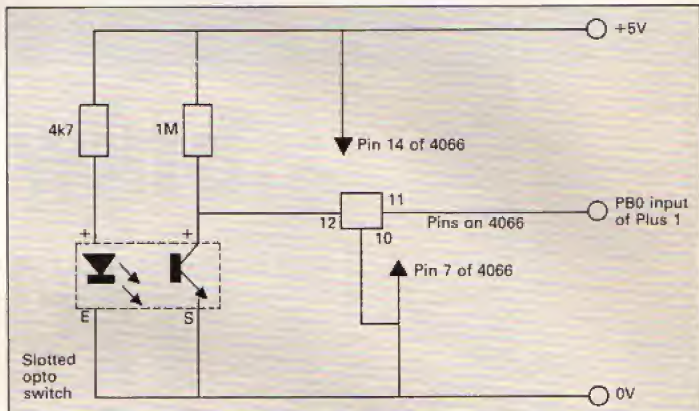 +5V
4k7
1M
Pin 14 of 4066
11
12
10
Pins on 4066
PB0 input
of Plus 1
+
+
Pin 7 of 4066
E
S
Slotted
opto
switch
0V